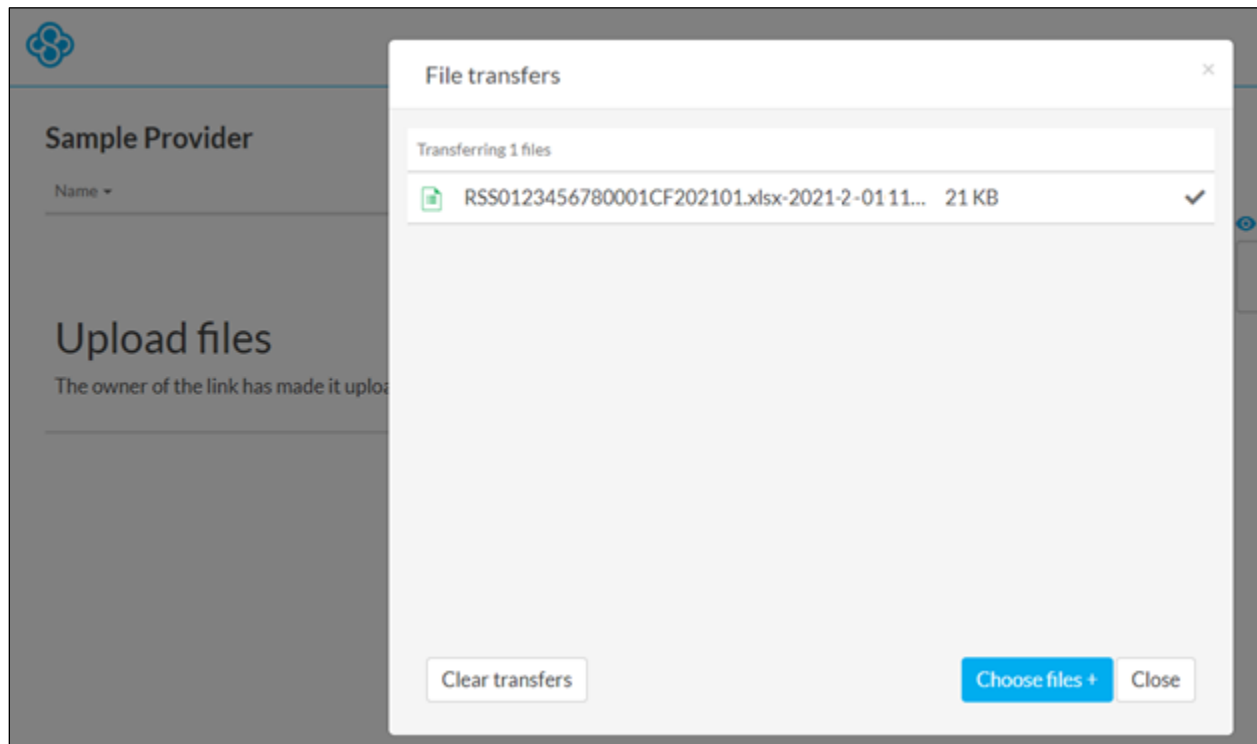 File transfers
×
Sample Provider
Transferring 1 files
Name
RSS0123456780001CF202101.xlsx-2021-2-01 11... 21 KB
Upload files
The owner of the link has made it uploa
Clear transfers
Choose files +
Close